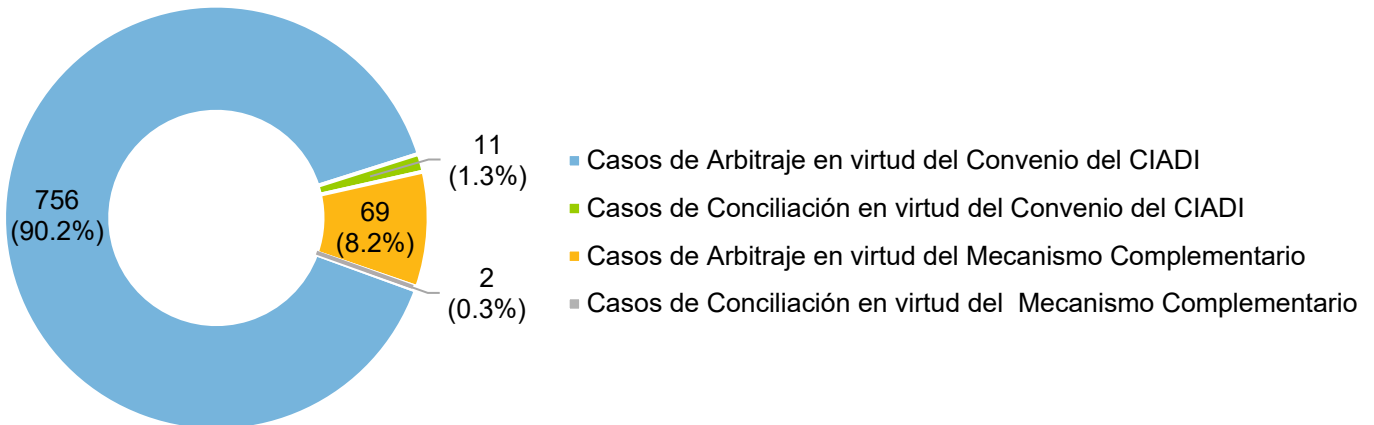 756
(90.2%)
11
(1.3%)
69
(8.2%)
2
(0.3%)
Casos de Arbitraje en virtud del Convenio del CIADI
Casos de Conciliación en virtud del Convenio del CIADI
Casos de Arbitraje en virtud del Mecanismo Complementario
Casos de Conciliación en virtud del  Mecanismo Complementario